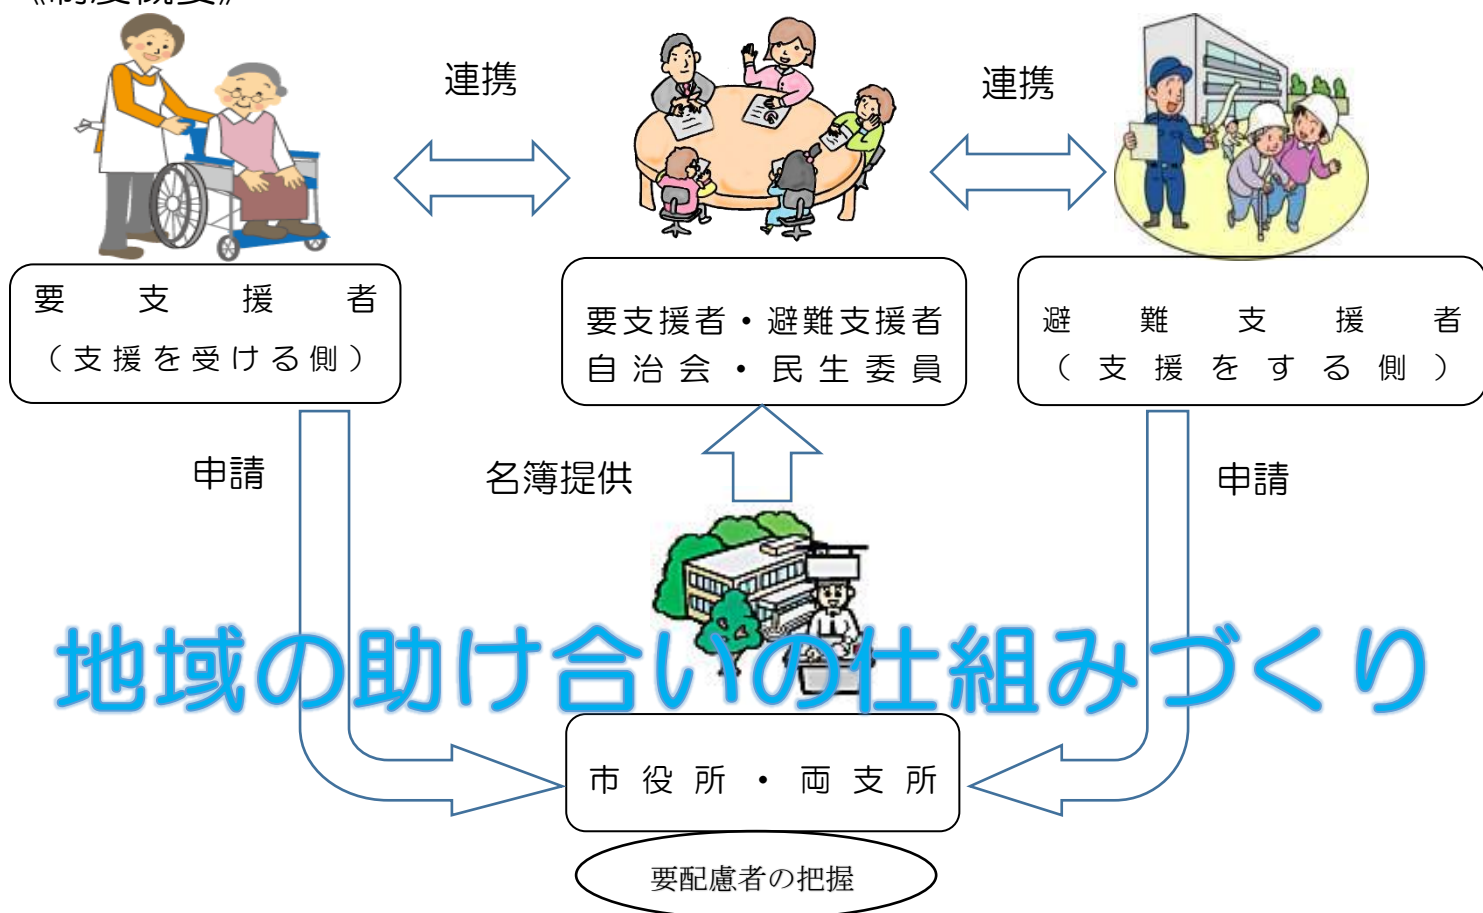 《制度概要》
連携
連携
要支援者
(支援を受ける側)
要支援者・避難支援者
自治会・民生委員
避難支援者
(支援をする側)
申請
名簿提供
申請
地域の助け合いの仕組みづくり
市役所・両支所
要配慮者の把握